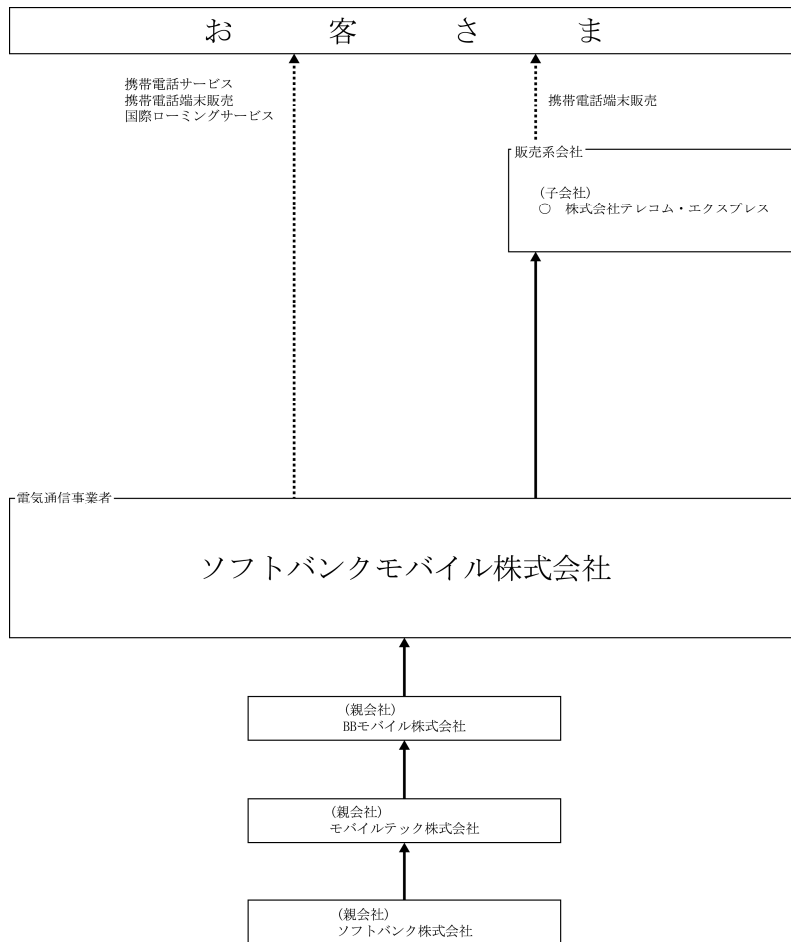 お客さま
携帯電話サービス
携帯電話端末販売
国際ローミングサービス
携帯電話端末販売
販売系会社
(子会社)
○ 株式会社テレコム・エクスプレス
電気通信事業者
ソフトバンクモバイル株式会社
(親会社)
BBモバイル株式会社
(親会社)
モバイルテック株式会社
(親会社)
ソフトバンク株式会社